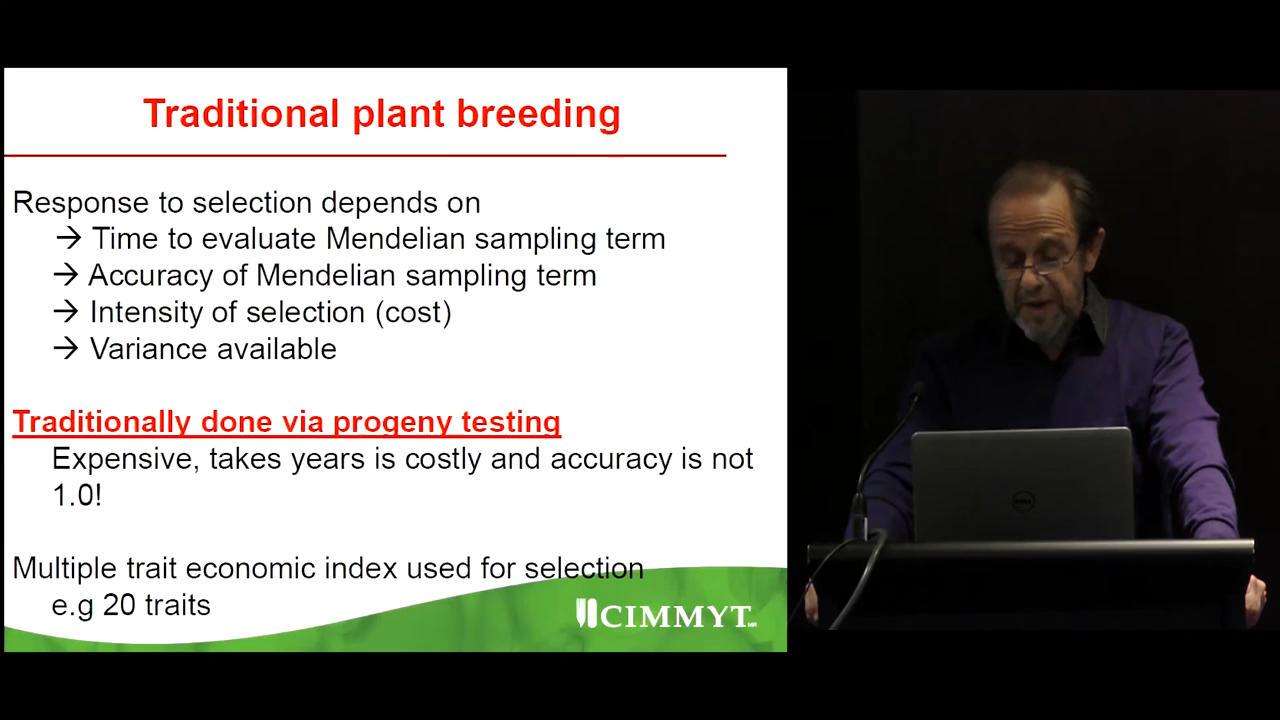 Traditional plant breeding
Response to selection depends on
→ Time to evaluate Mendelian sampling term
→ Accuracy of Mendelian sampling term
→ Intensity of selection (cost)
→ Variance available
Traditionally done via progeny testing
Expensive, takes years is costly and accuracy is not
1.0!
Multiple trait economic index used for selection
e.g 20 traits
CIMMYT
DELL